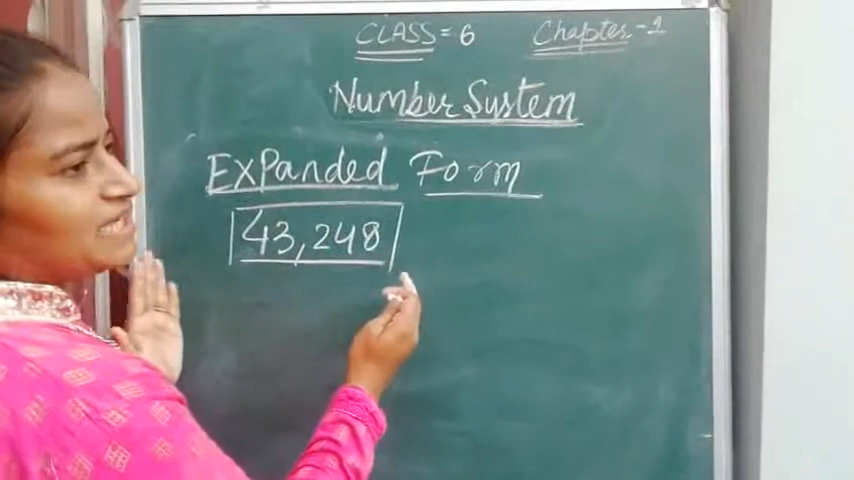 CLASS = 6 Chapter - 1
Number System
Expanded Form
43,248